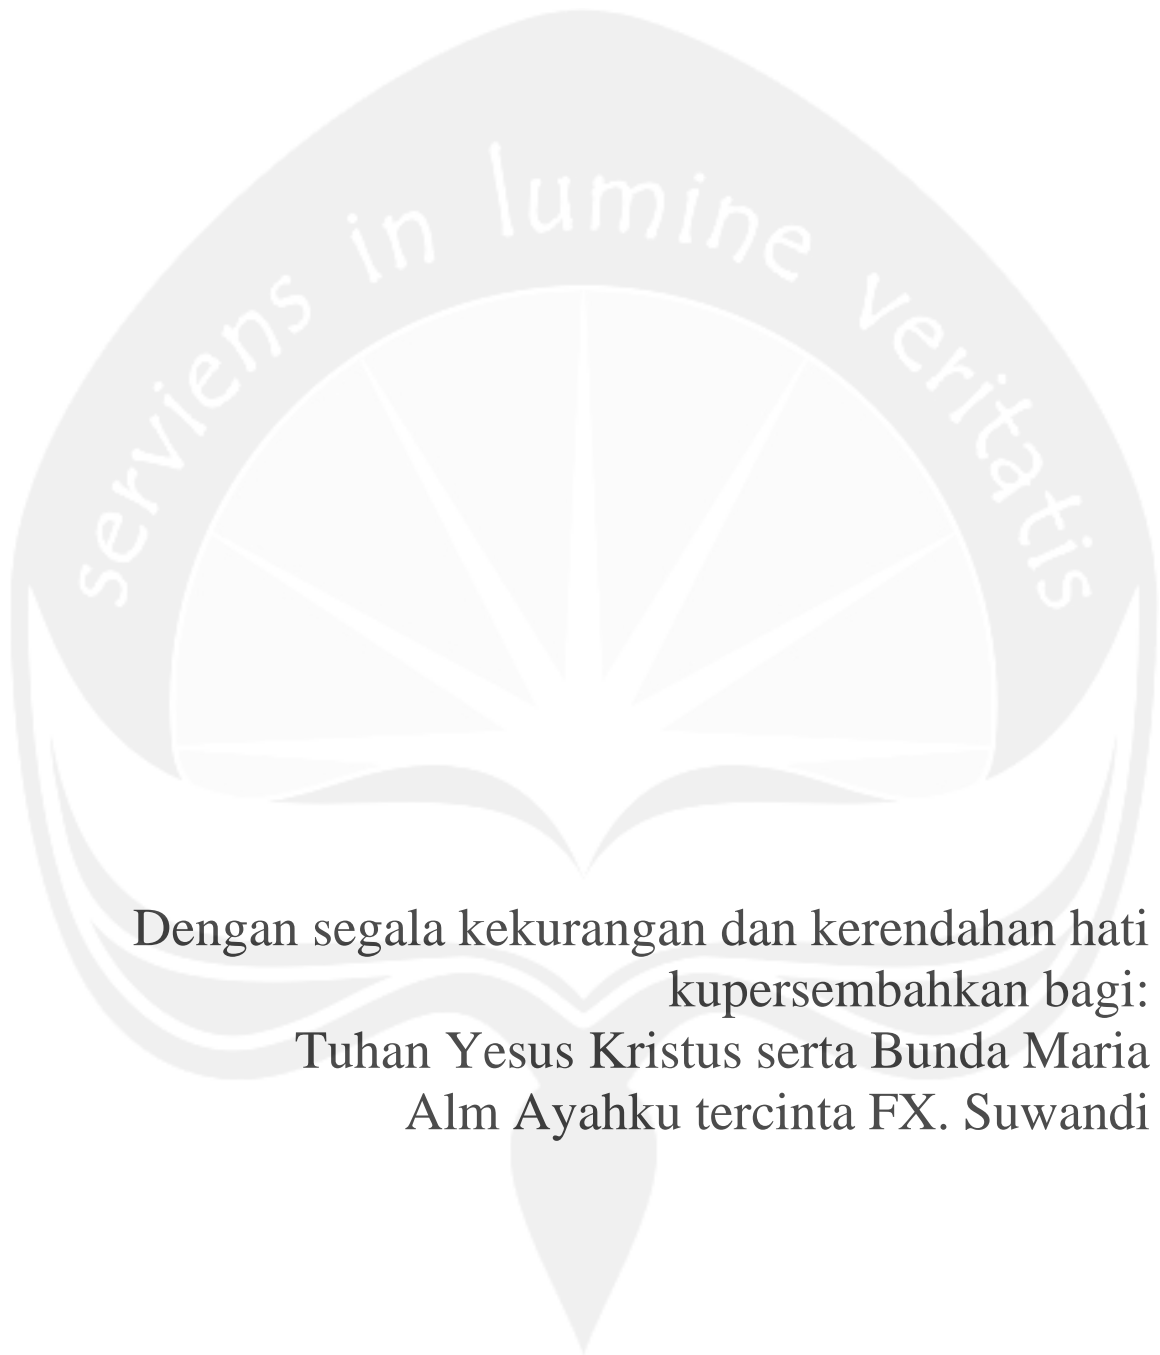 serviens in lumine veritatis
Dengan segala kekurangan dan kerendahan hati
kupersembahkan bagi:
Tuhan Yesus Kristus serta Bunda Maria
Alm Ayahku tercinta FX. Suwandi